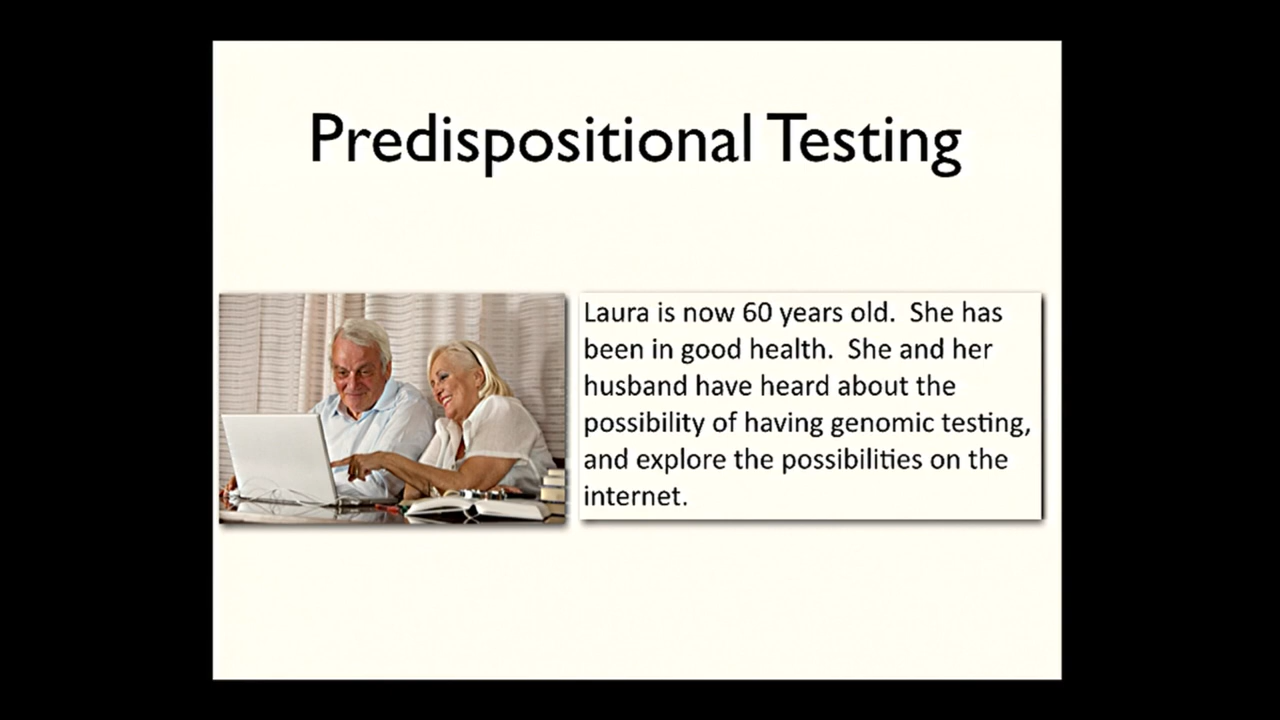 Predispositional Testing
Laura is now 60 years old.  She has
been in good health.  She and her
husband have heard about the
possibility of having genomic testing,
and explore the possibilities on the
internet.